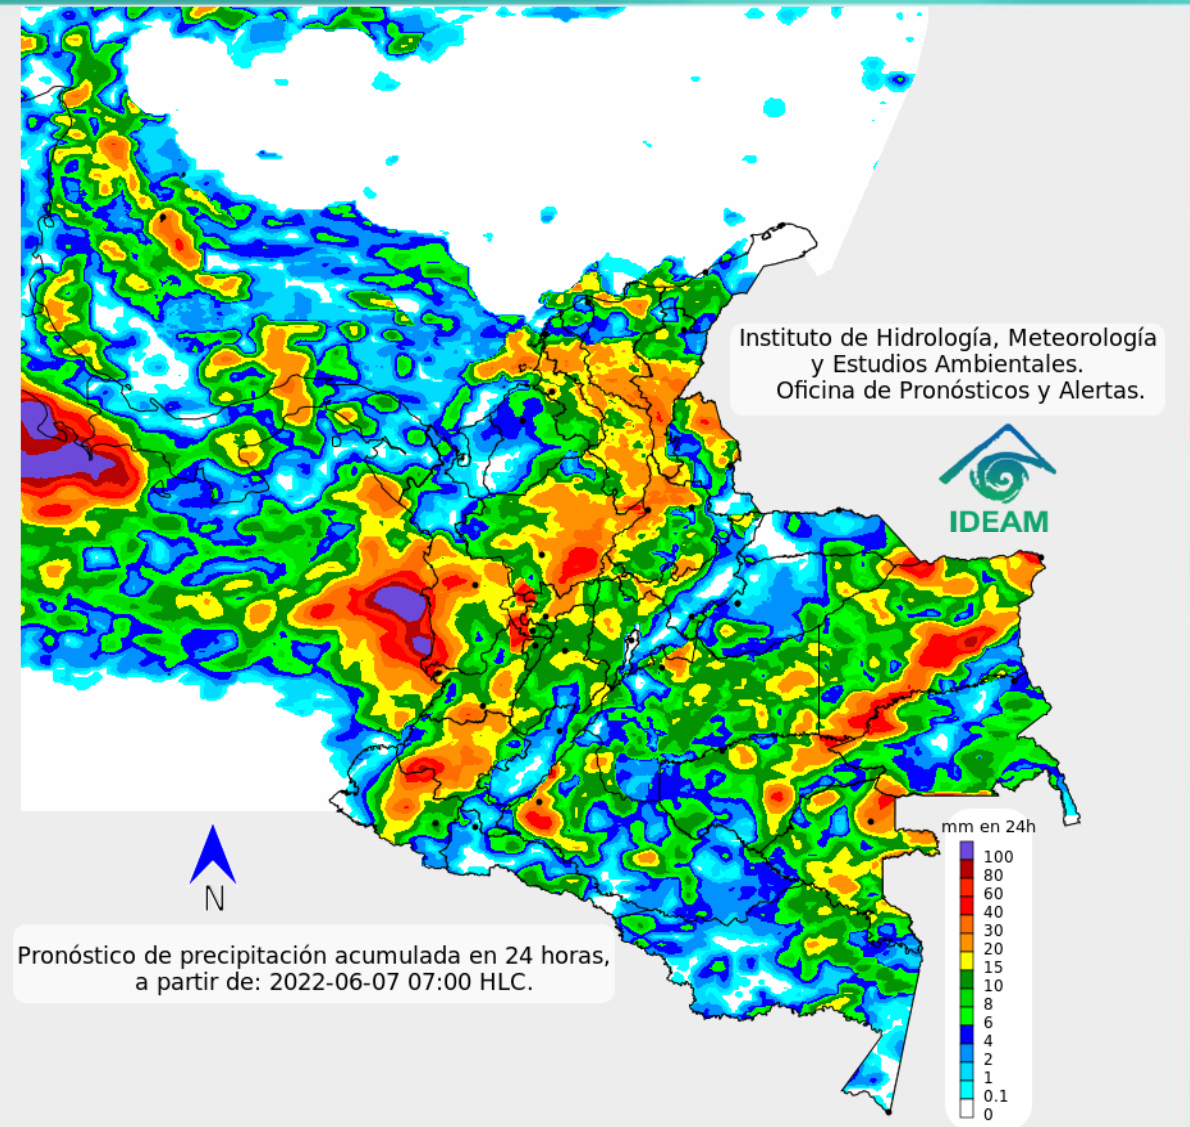 Instituto de Hidrología, Meteorología
y Estudios Ambientales.
Oficina de Pronósticos y Alertas.
IDEAM
mm en 24h
100
80
60
40
30
20
15
10
8
6
4
2
1
0.1
0
N
Pronóstico de precipitación acumulada en 24 horas,
a partir de: 2022-06-07 07:00 HLC.